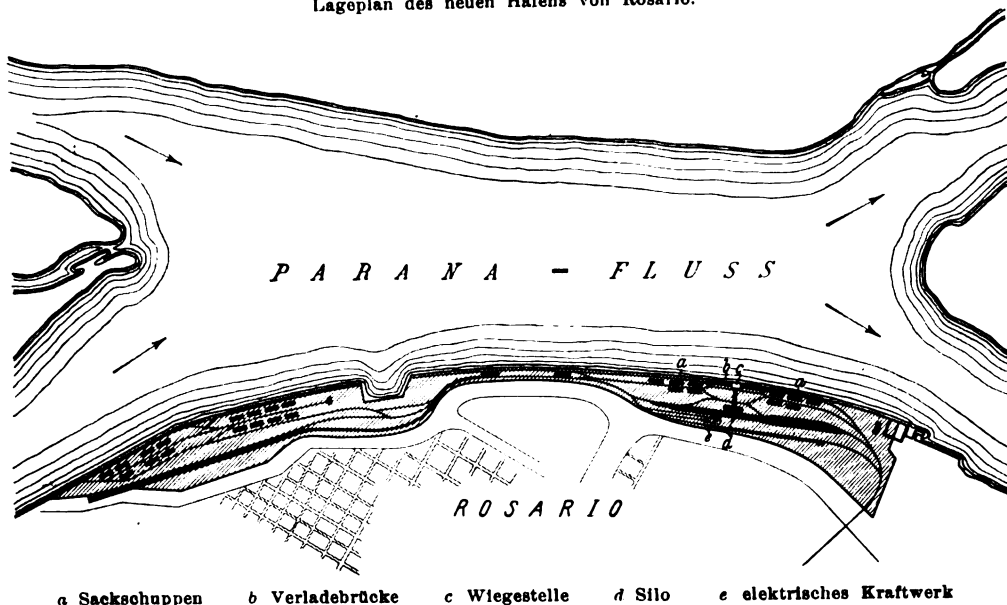 Lageplan des neuen Hafens von Rosario.
PARANA - FLUSS
a
b c
a
e
b
d
ROSARIO
a Sackschuppen b Verladebrücke c Wiegestelle d Silo e elektrisches Kraftwerk